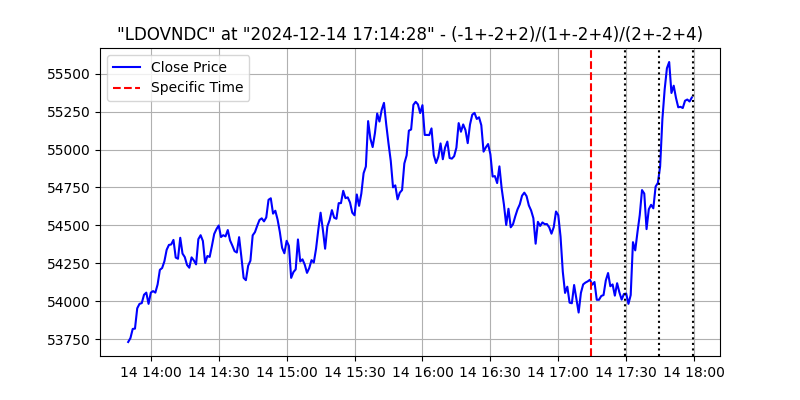 "LDOVNDC" at "2024-12-14 17:14:28" - (-1+-2+2)/(1+-2+4)/(2+-2+4)
Close Price
Specific Time
55500
55250
55000
54750
54500
54250
54000
53750
14 14:00 14 14:30 14 15:00 14 15:30 14 16:00 14 16:30 14 17:00 14 17:30 14 18:00